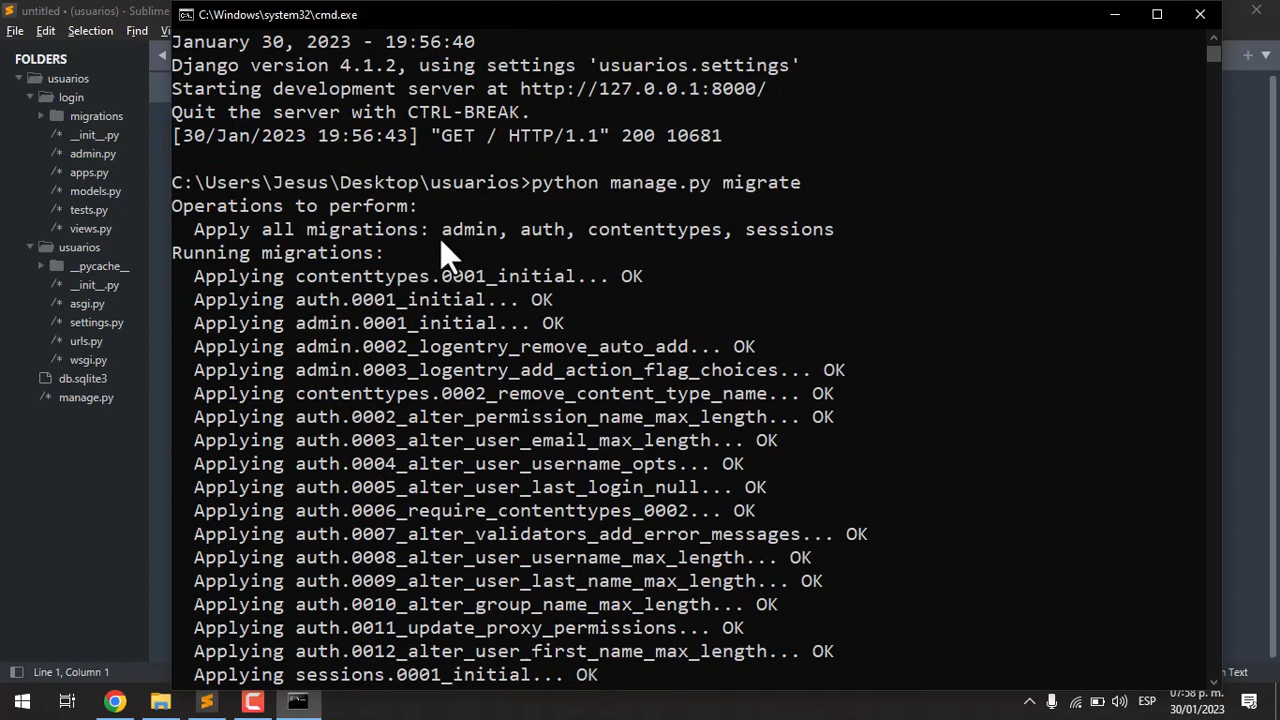 untitled • (usuarios) - Sublime
C:\Windows\system32\cmd.exe
File Edit Selection Find
FOLDERS
usuarios
login
migrations
__init__.py
admin.py
apps.py
models.py
tests.py
views.py
usuarios
__pycache__
__init__.py
asgi.py
settings.py
urls.py
wsgi.py
db.sqlite3
manage.py
January 30, 2023 - 19:56:40
Django version 4.1.2, using settings 'usuarios.settings'
Starting development server at http://127.0.0.1:8000/
Quit the server with CTRL-BREAK.
[30/Jan/2023 19:56:43] "GET / HTTP/1.1" 200 10681
C:\Users\Jesus\Desktop\usuarios>python manage.py migrate
Operations to perform:
Apply all migrations: admin, auth, contenttypes, sessions
Running migrations:
Applying contenttypes.0001_initial... OK
Applying auth.0001_initial... OK
Applying admin.0001_initial... OK
Applying admin.0002_logentry_remove_auto_add... OK
Applying admin.0003_logentry_add_action_flag_choices... OK
Applying contenttypes.0002_remove_content_type_name... OK
Applying auth.0002_alter_permission_name_max_length... OK
Applying auth.0003_alter_user_email_max_length... OK
Applying auth.0004_alter_user_username_opts... OK
Applying auth.0005_alter_user_last_login_null... OK
Applying auth.0006_require_contenttypes_0002... OK
Applying auth.0007_alter_validators_add_error_messages... OK
Applying auth.0008_alter_user_username_max_length... OK
Applying auth.0009_alter_user_last_name_max_length... OK
Applying auth.0010_alter_group_name_max_length... OK
Applying auth.0011_update_proxy_permissions... OK
Applying auth.0012_alter_user_first_name_max_length... OK
Applying sessions.0001_initial... OK
Line 1, Column 1
Text
ESP
07:58 p. m.
30/01/2023